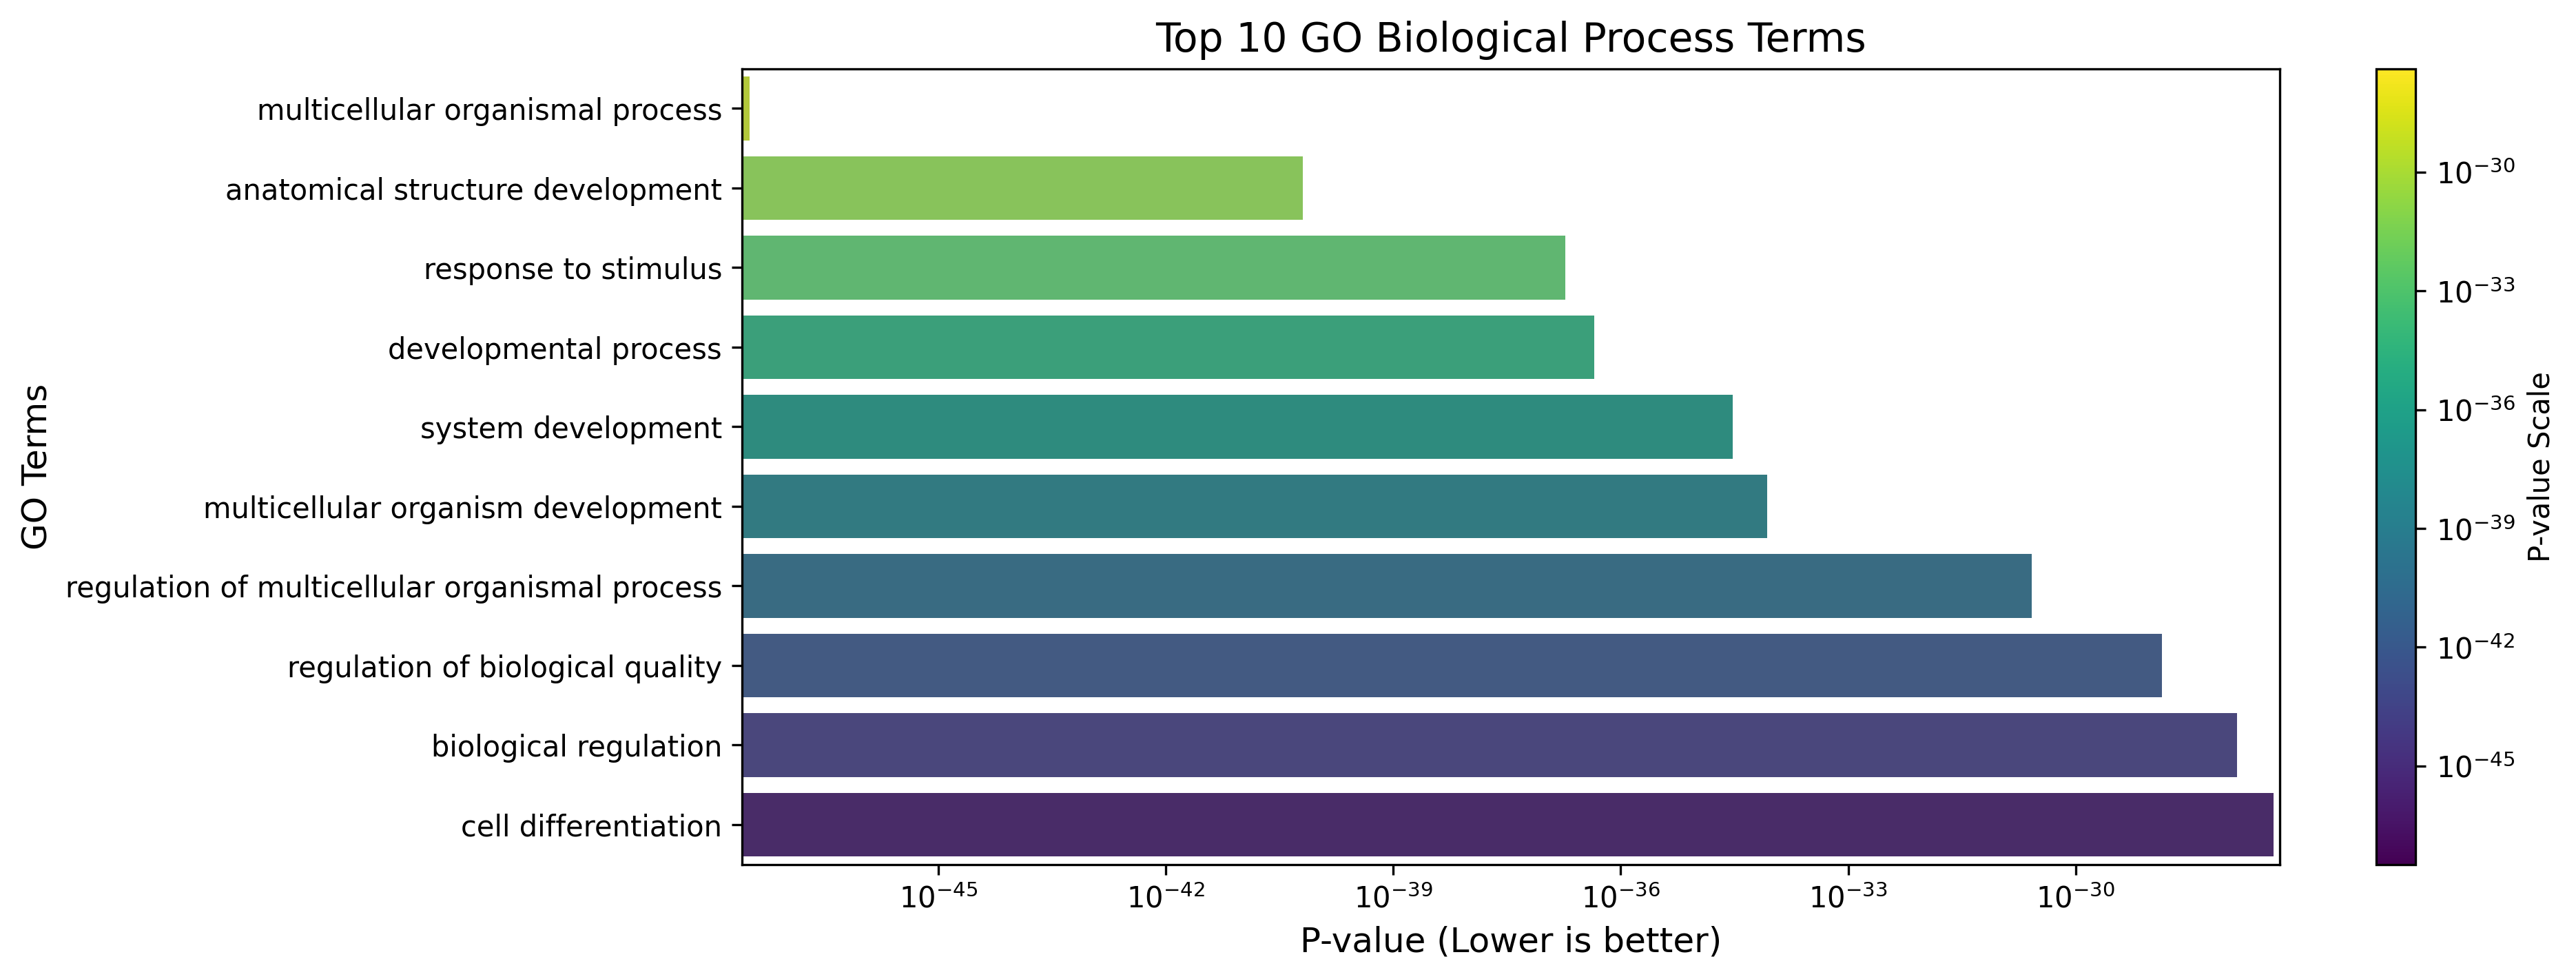 Top 10 GO Biological Process Terms
GO Terms
multicellular organismal process
anatomical structure development
response to stimulus
developmental process
system development
multicellular organism development
regulation of multicellular organismal process
regulation of biological quality
biological regulation
cell differentiation
10⁻⁴⁵ 10⁻⁴² 10⁻³⁹ 10⁻³⁶ 10⁻³³ 10⁻³⁰
P-value (Lower is better)
10⁻³⁰
10⁻³³
10⁻³⁶
10⁻³⁹
10⁻⁴²
10⁻⁴⁵
P-value Scale